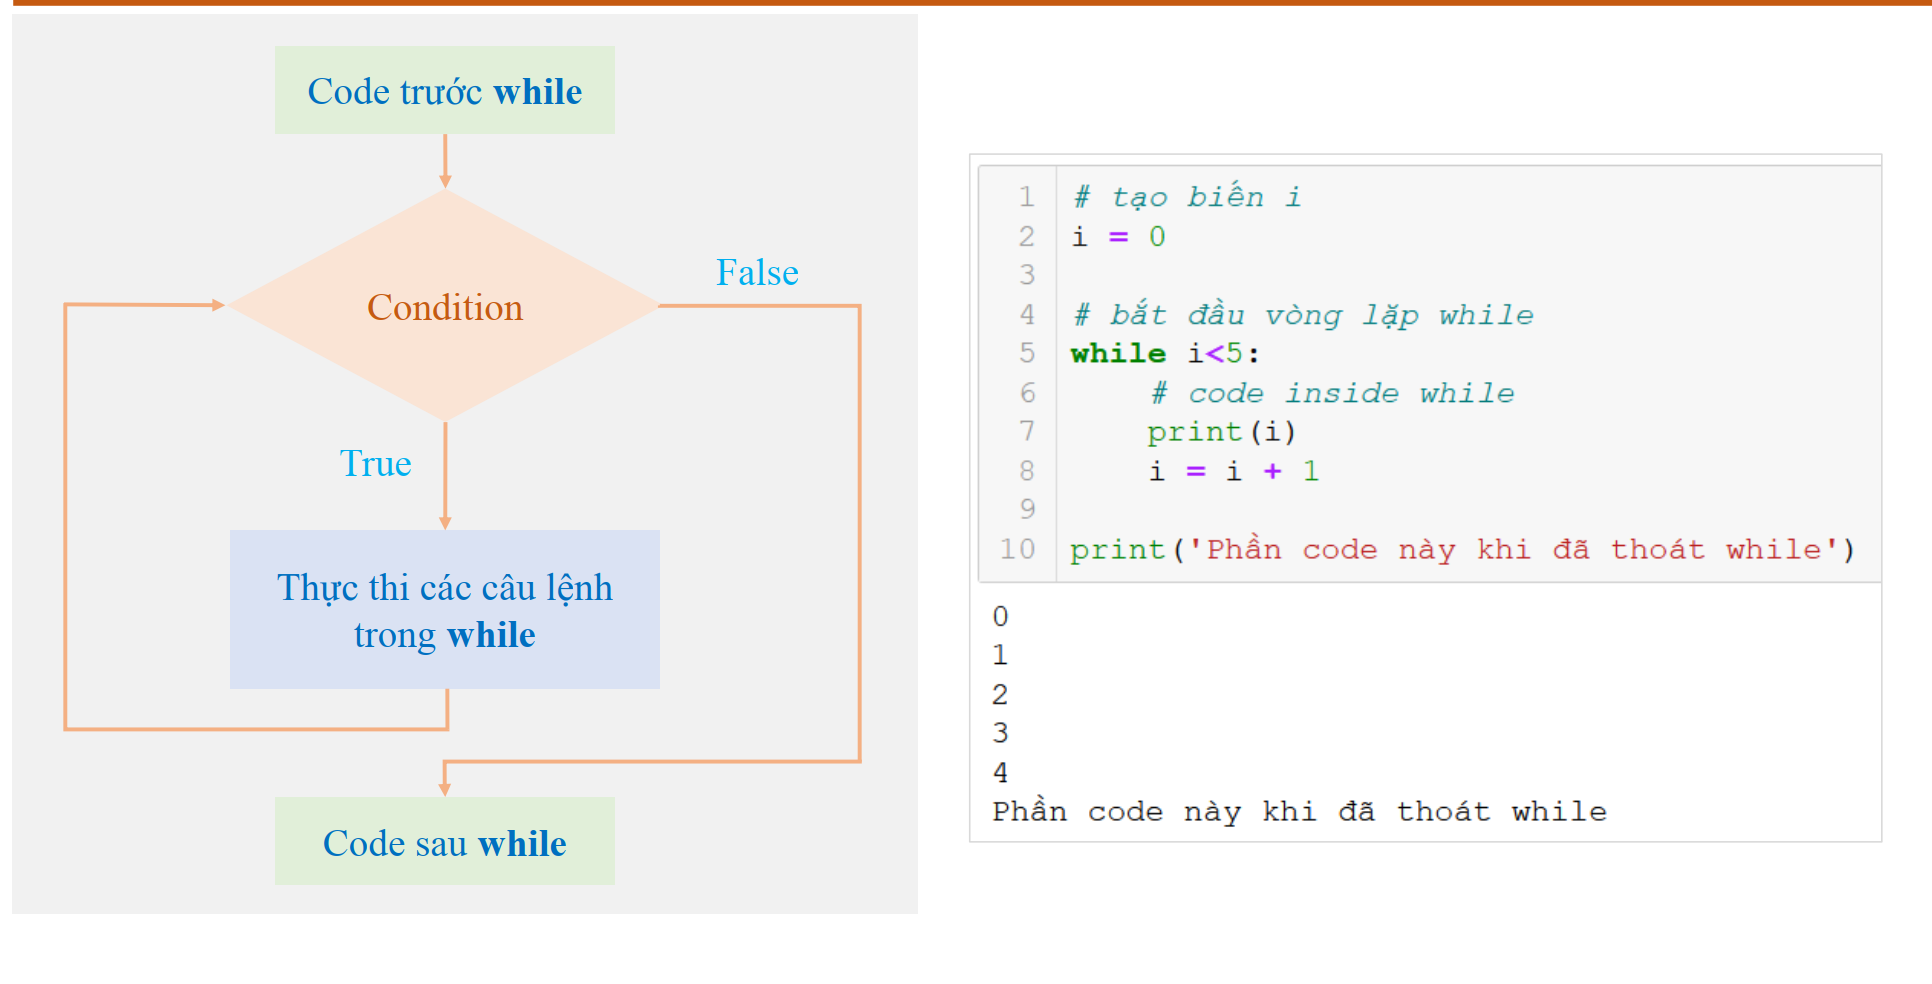 Code trước while
Condition
False
True
Thực thi các câu lệnh
trong while
Code sau while
1 # tạo biến i
2 i = 0
3
4 # bắt đầu vòng lặp while
5 while i<5:
6     # code inside while
7     print(i)
8     i = i + 1
9
10 print('Phần code này khi đã thoát while')
0
1
2
3
4
Phần code này khi đã thoát while